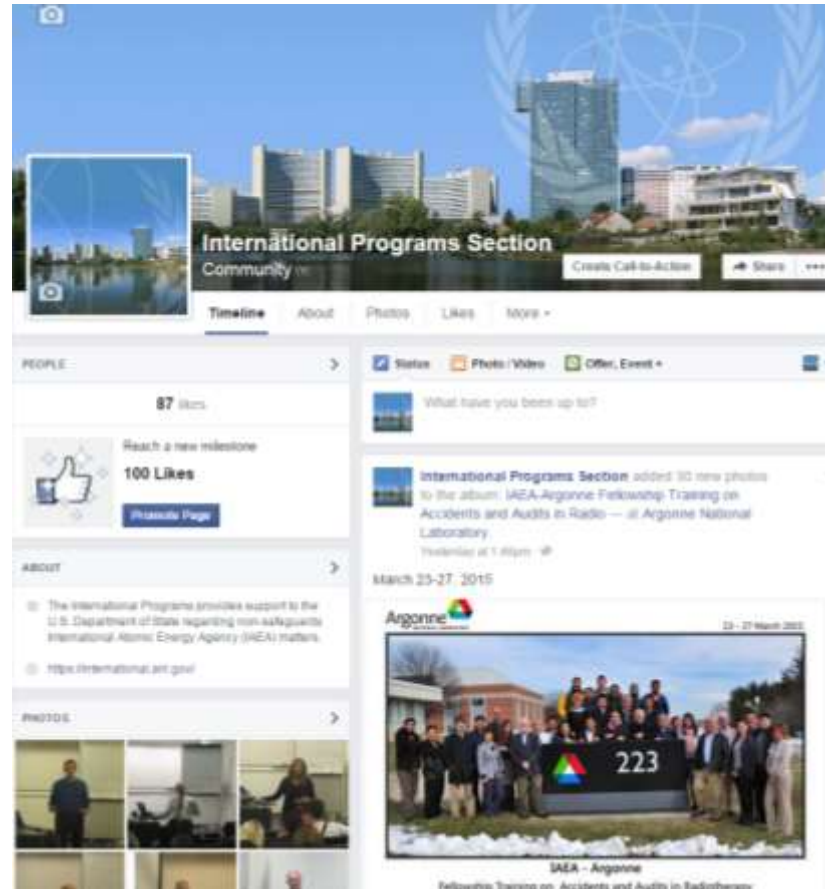 International Programs Section
Community
Create Call-to-Action
Share
Timeline
About
Photos
Likes
More
PEOPLE
87 likes
Reach a new milestone
100 Likes
Promote Page
ABOUT
The International Programs provides support to the
U.S. Department of State regarding non-safeguards
International Atomic Energy Agency (IAEA) matters.
https://international.anl.gov/
PHOTOS
Status
Photo / Video
Offer, Event +
What have you been up to?
International Programs Section added 30 new photos
to the album: IAEA-Argonne Fellowship Training on
Accidents and Audits in Radio — at Argonne National
Laboratory.
Yesterday at
March 23-27, 2015
Argonne
23 - 27 March 2015
223
IAEA - Argonne
Fellowship Training on Accidents and Audits in Radiotherapy